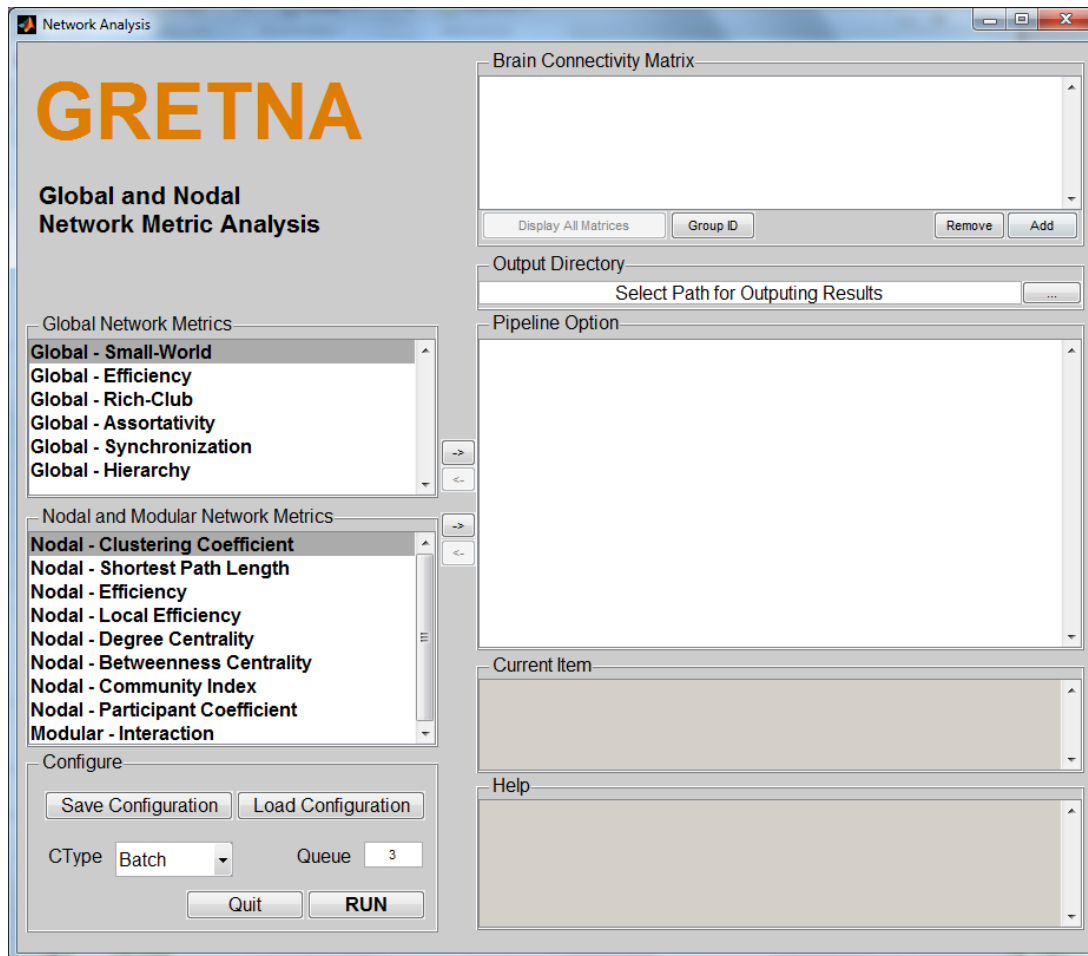 Network Analysis
GRETNA
Global and Nodal
Network Metric Analysis
Global Network Metrics
Global - Small-World
Global - Efficiency
Global - Rich-Club
Global - Assortativity
Global - Synchronization
Global - Hierarchy
->
<-
Nodal and Modular Network Metrics
Nodal - Clustering Coefficient
Nodal - Shortest Path Length
Nodal - Efficiency
Nodal - Local Efficiency
Nodal - Degree Centrality
Nodal - Betweenness Centrality
Nodal - Community Index
Nodal - Participant Coefficient
Modular - Interaction
->
<-
Configure
Save Configuration Load Configuration
CType Batch Queue 3
Quit RUN
Brain Connectivity Matrix
Display All Matrices Group ID Remove Add
Output Directory
Select Path for Outputing Results ...
Pipeline Option
Current Item
Help